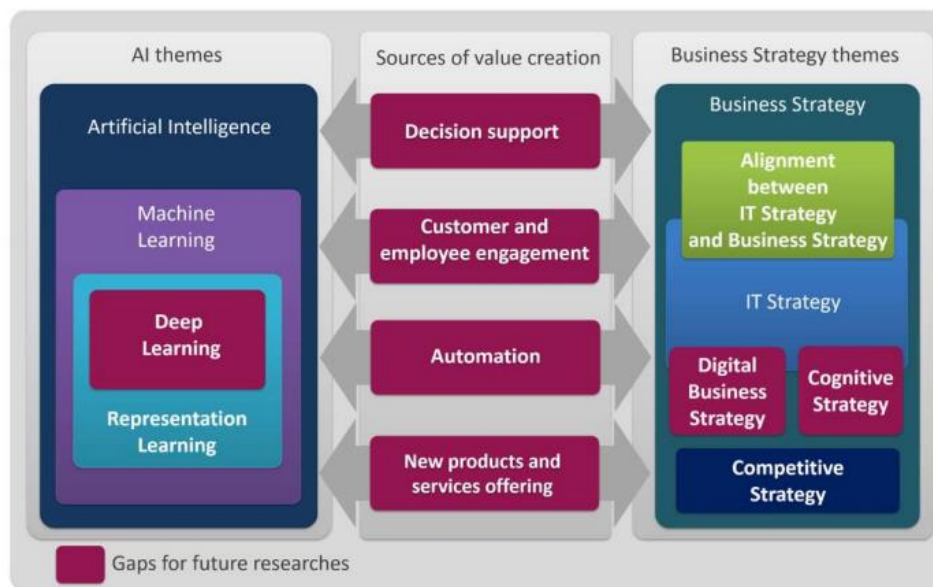 AI themes
Artificial Intelligence
Machine
Learning
Deep
Learning
Representation
Learning
Sources of value creation
Decision support
Customer and
employee engagement
Automation
New products and
services offering
Business Strategy themes
Business Strategy
Alignment
between
IT Strategy
and Business Strategy
IT Strategy
Digital
Business
Strategy
Cognitive
Strategy
Competitive
Strategy
Gaps for future researches